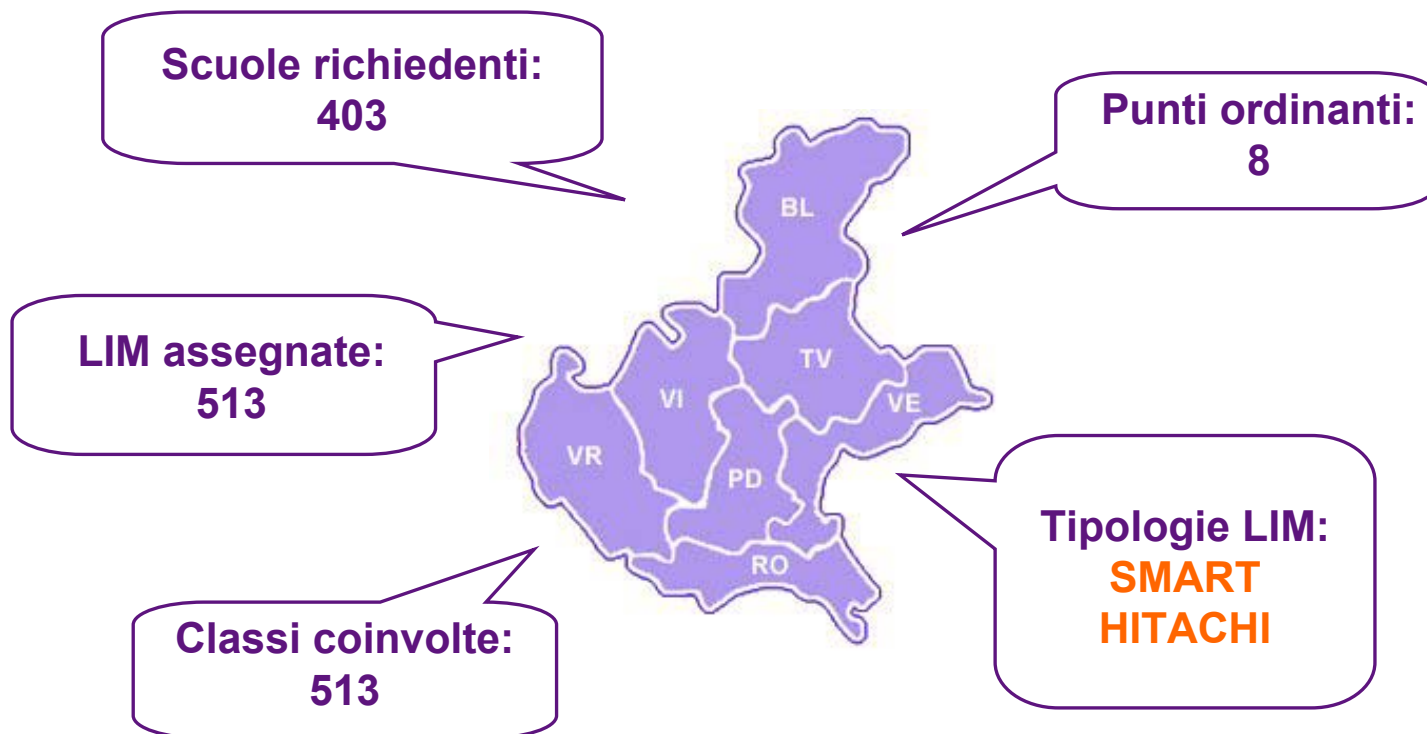 Scuole richiedenti:
403
Punti ordinanti:
8
BL
LIM assegnate:
513
TV
VI
VE
VR
PD
Tipologie LIM:
SMART
HITACHI
RO
Classi coinvolte:
513